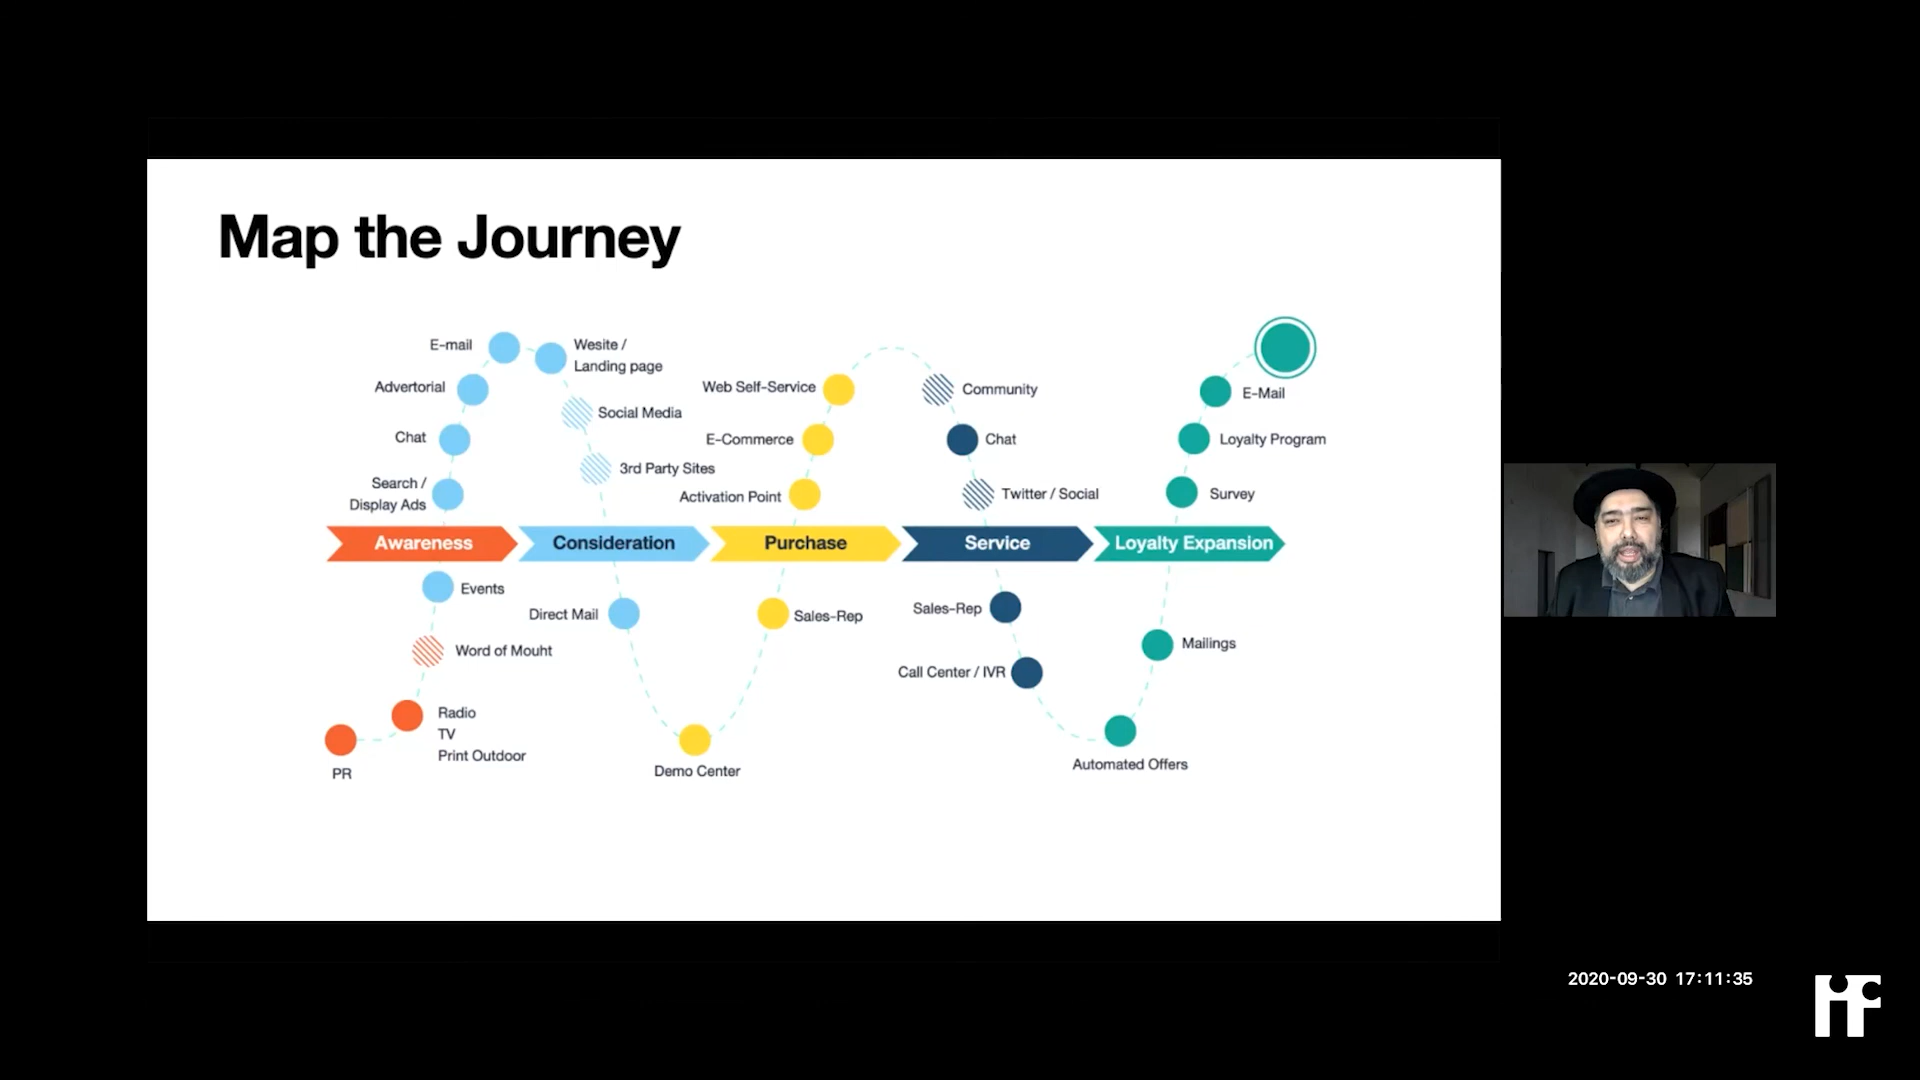 Map the Journey
E-mail
Wesite /
Landing page
Advertorial
Web Self-Service
Community
E-Mail
Social Media
Chat
E-Commerce
Chat
Loyalty Program
3rd Party Sites
Search /
Display Ads
Activation Point
Twitter / Social
Survey
Awareness
Consideration
Purchase
Service
Loyalty Expansion
Events
Direct Mail
Sales-Rep
Sales-Rep
Word of Mouht
Call Center / IVR
Mailings
Radio
TV
Print Outdoor
PR
Demo Center
Automated Offers
2020-09-30 17:11:35